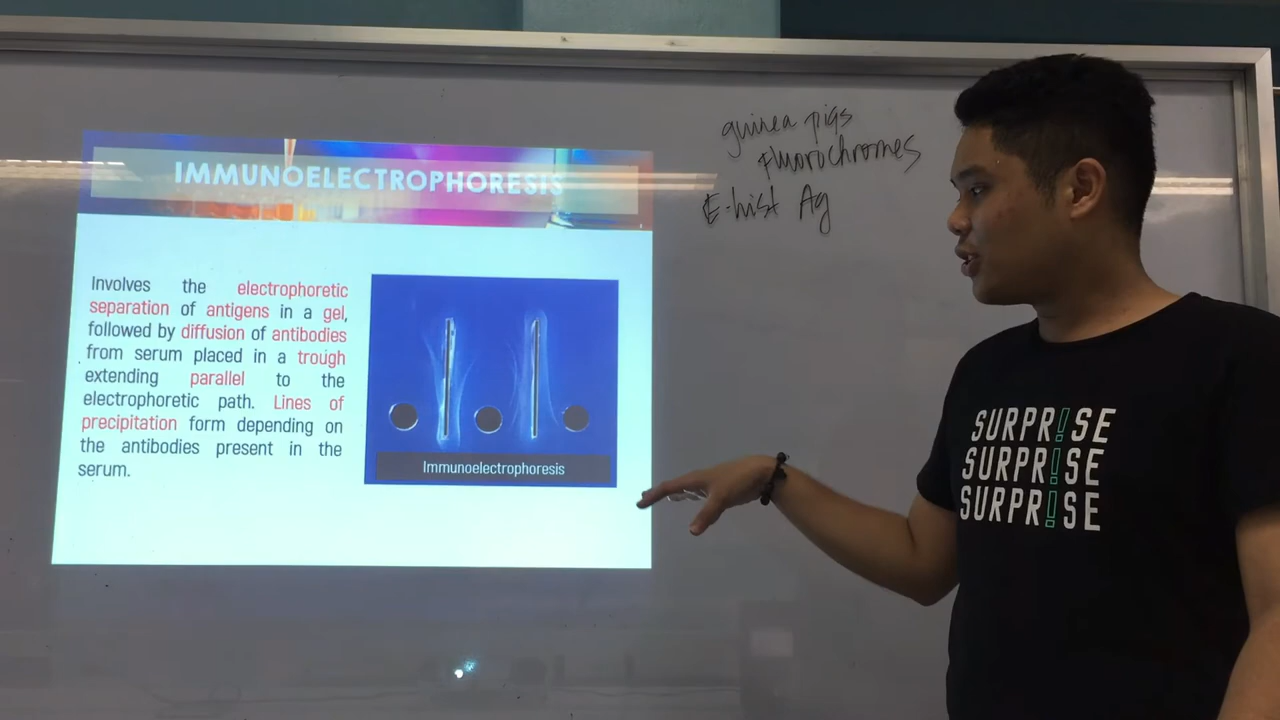 IMMUNOELECTROPHORESIS
Involves the electrophoretic
separation of antigens in a gel,
followed by diffusion of antibodies
from serum placed in a trough
extending parallel to the
electrophoretic path. Lines of
precipitation form depending on
the antibodies present in the
serum.
Immunoelectrophoresis
guinea pigs
Fluorochromes
E-hist Ag
SURPR!SE
SURPR!SE
SURPR!SE